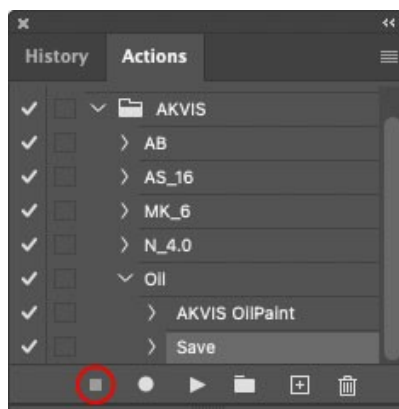 History Actions
AKVIS
AB
AS_16
MK_6
N_4.0
Oil
AKVIS OilPaint
Save